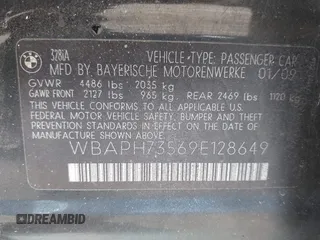 BMW
328iA
VEHICLE-TYPE: PASSENGER CAR
MFD BY BAYERISCHE MOTORENWERKE 01/09
GVWR 4486 lbs 2035 kg
GAWR FRONT 2127 lbs 965 kg REAR 2469 lbs 1120 kg
THIS VEHICLE CONFORMS TO ALL APPLICABLE U.S.
FEDERAL MOTOR VEHICLE SAFETY, BUMPER AND
THEFT PREVENTION STANDARDS IN EFFECT ON THE
DATE OF MANUFACTURE SHOWN ABOVE.
WBAPH73569E128649
DREAMBID